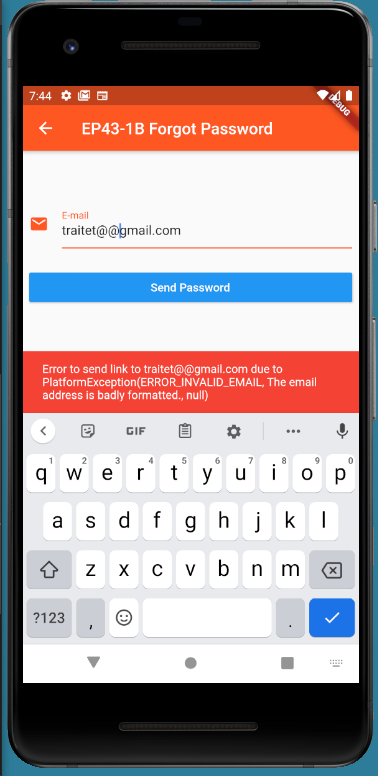 7:44
DEBUG
EP43-1B Forgot Password
E-mail
traitet@@gmail.com
Send Password
Error to send link to traitet@@gmail.com due to
PlatformException(ERROR_INVALID_EMAIL, The email
address is badly formatted., null)
GIF
1 2 3 4 5 6 7 8 9 0
q w e r t y u i o p
a s d f g h j k l
z x c v b n m
?123 , .